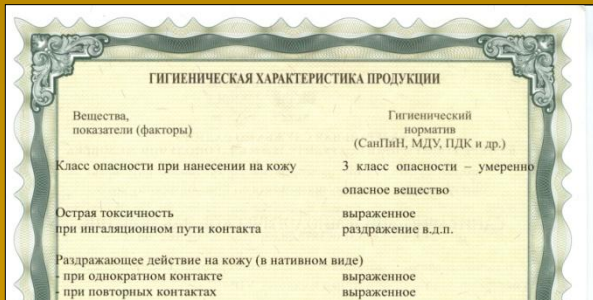 ГИГИЕНИЧЕСКАЯ ХАРАКТЕРИСТИКА ПРОДУКЦИИ
Вещества, показатели (факторы)
Гигиенический норматив (СанПиН, МДУ, ПДК и др.)
Класс опасности при нанесении на кожу
3 класс опасности – умеренно опасное вещество
Острая токсичность при ингаляционном пути контакта
выраженное раздражение в.д.п.
Раздражающее действие на кожу (в нативном виде)
- при однократном контакте выраженное
- при повторных контактах выраженное